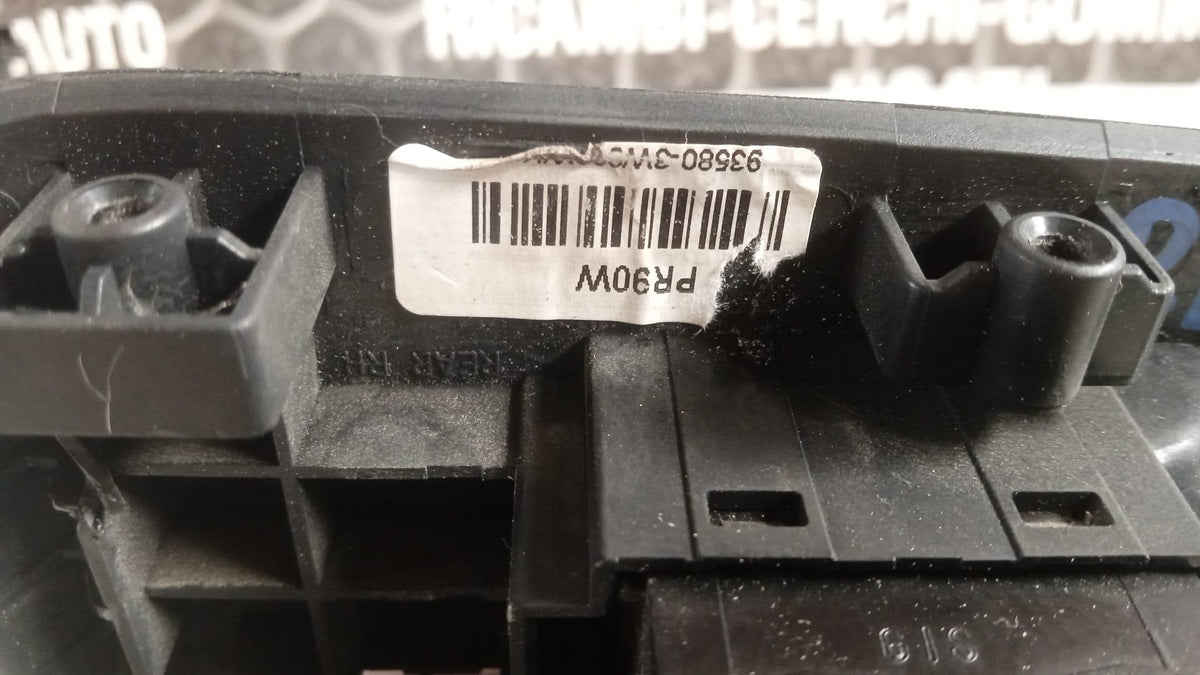 .AUTO RICAMBI-CERCHI-GOMM
93580-3W
PR90W
REAR RH